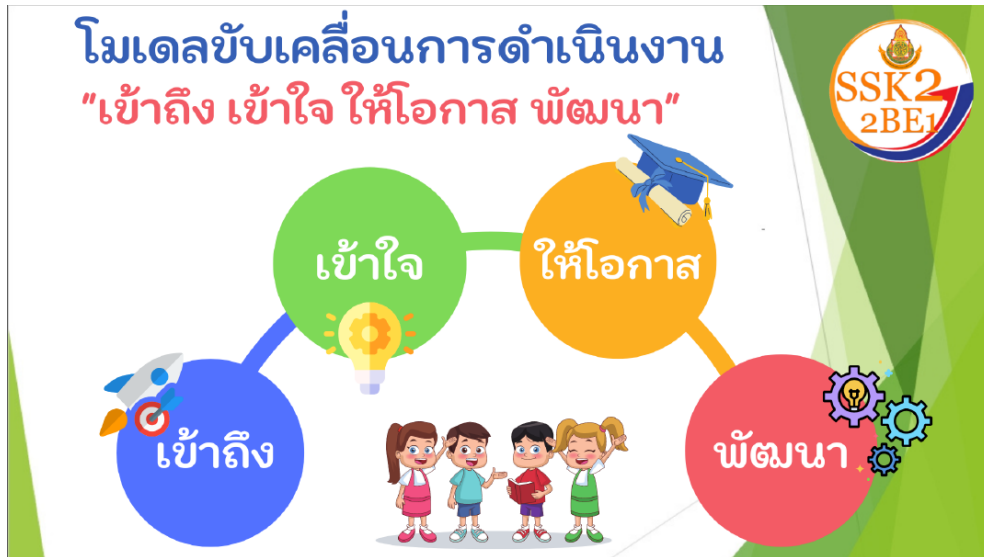 โมเดลขับเคลื่อนการดำเนินงาน
"เข้าถึง เข้าใจ ให้โอกาส พัฒนา"
SSK2
2BE1
เข้าใจ
ให้โอกาส
เข้าถึง
พัฒนา